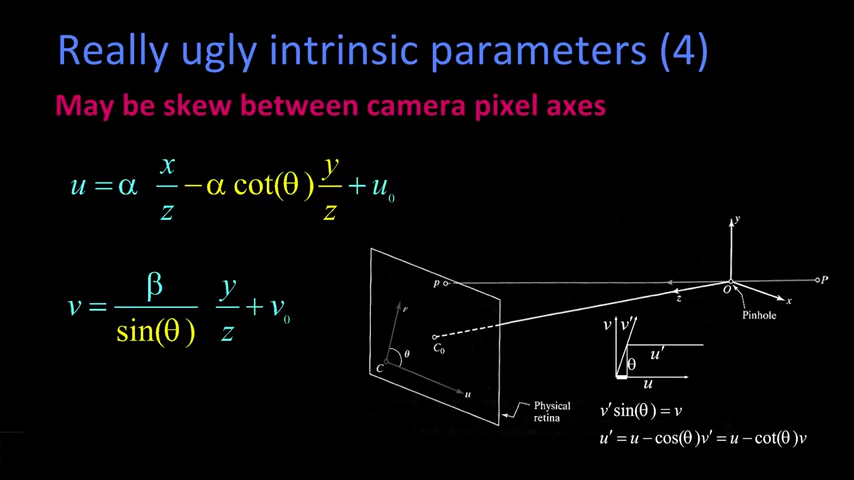 Really ugly intrinsic parameters (4)
May be skew between camera pixel axes
u = α x/z − α cot(θ) y/z + u₀
v = β/sin(θ) y/z + v₀
y
p
P
O
z
x
Pinhole
C₀
v
θ
C
u
Physical
retina
v v′
u′
θ
u
v′ sin(θ) = v
u′ = u − cos(θ)v′ = u − cot(θ)v